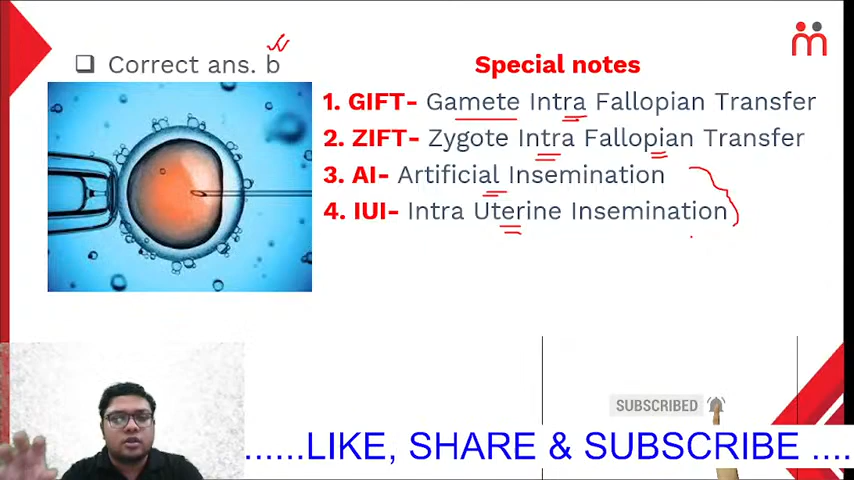 Correct ans. b
Special notes
1. GIFT- Gamete Intra Fallopian Transfer
2. ZIFT- Zygote Intra Fallopian Transfer
3. AI- Artificial Insemination
4. IUI- Intra Uterine Insemination
SUBSCRIBED
......LIKE, SHARE & SUBSCRIBE ....